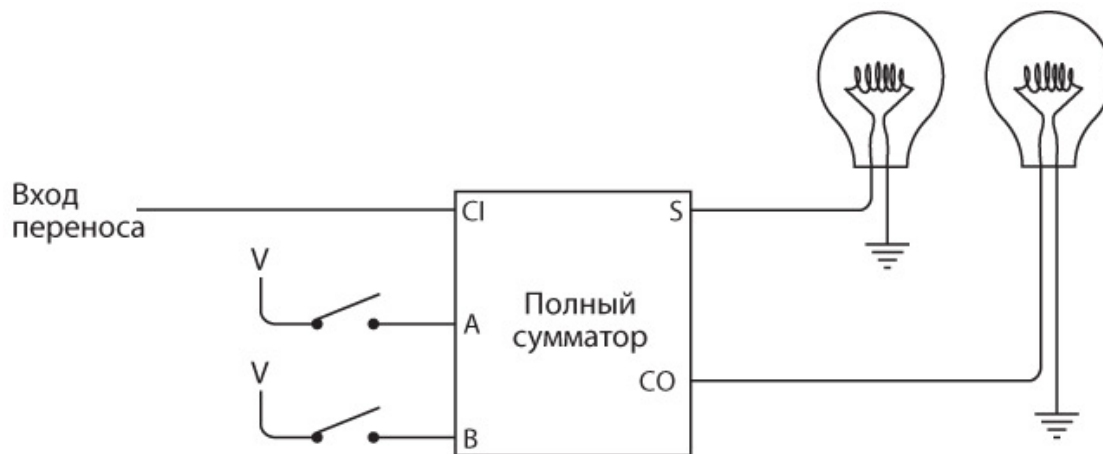 Вход
переноса
CI
S
V
A
Полный
сумматор
V
CO
B